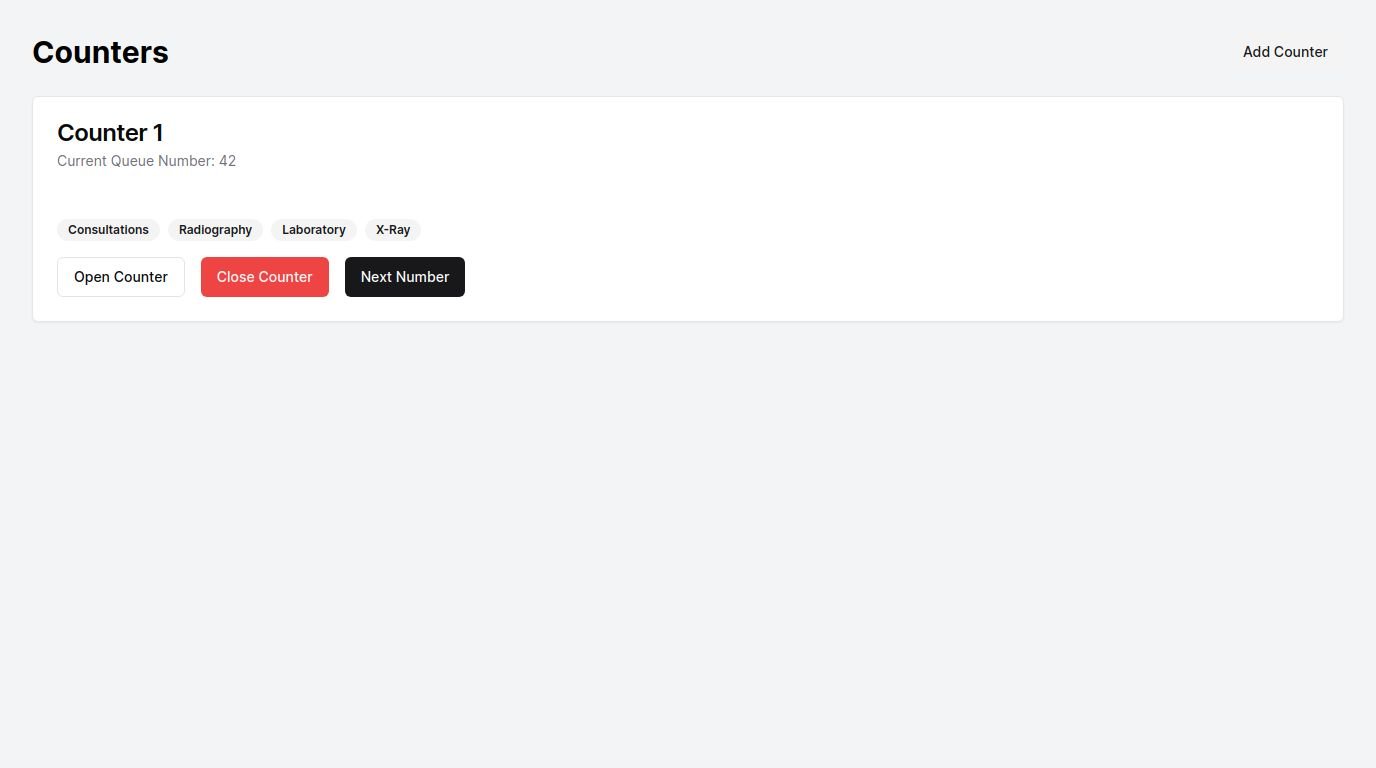 Counters
Add Counter
Counter 1
Current Queue Number: 42
Consultations Radiography Laboratory X-Ray
Open Counter Close Counter Next Number